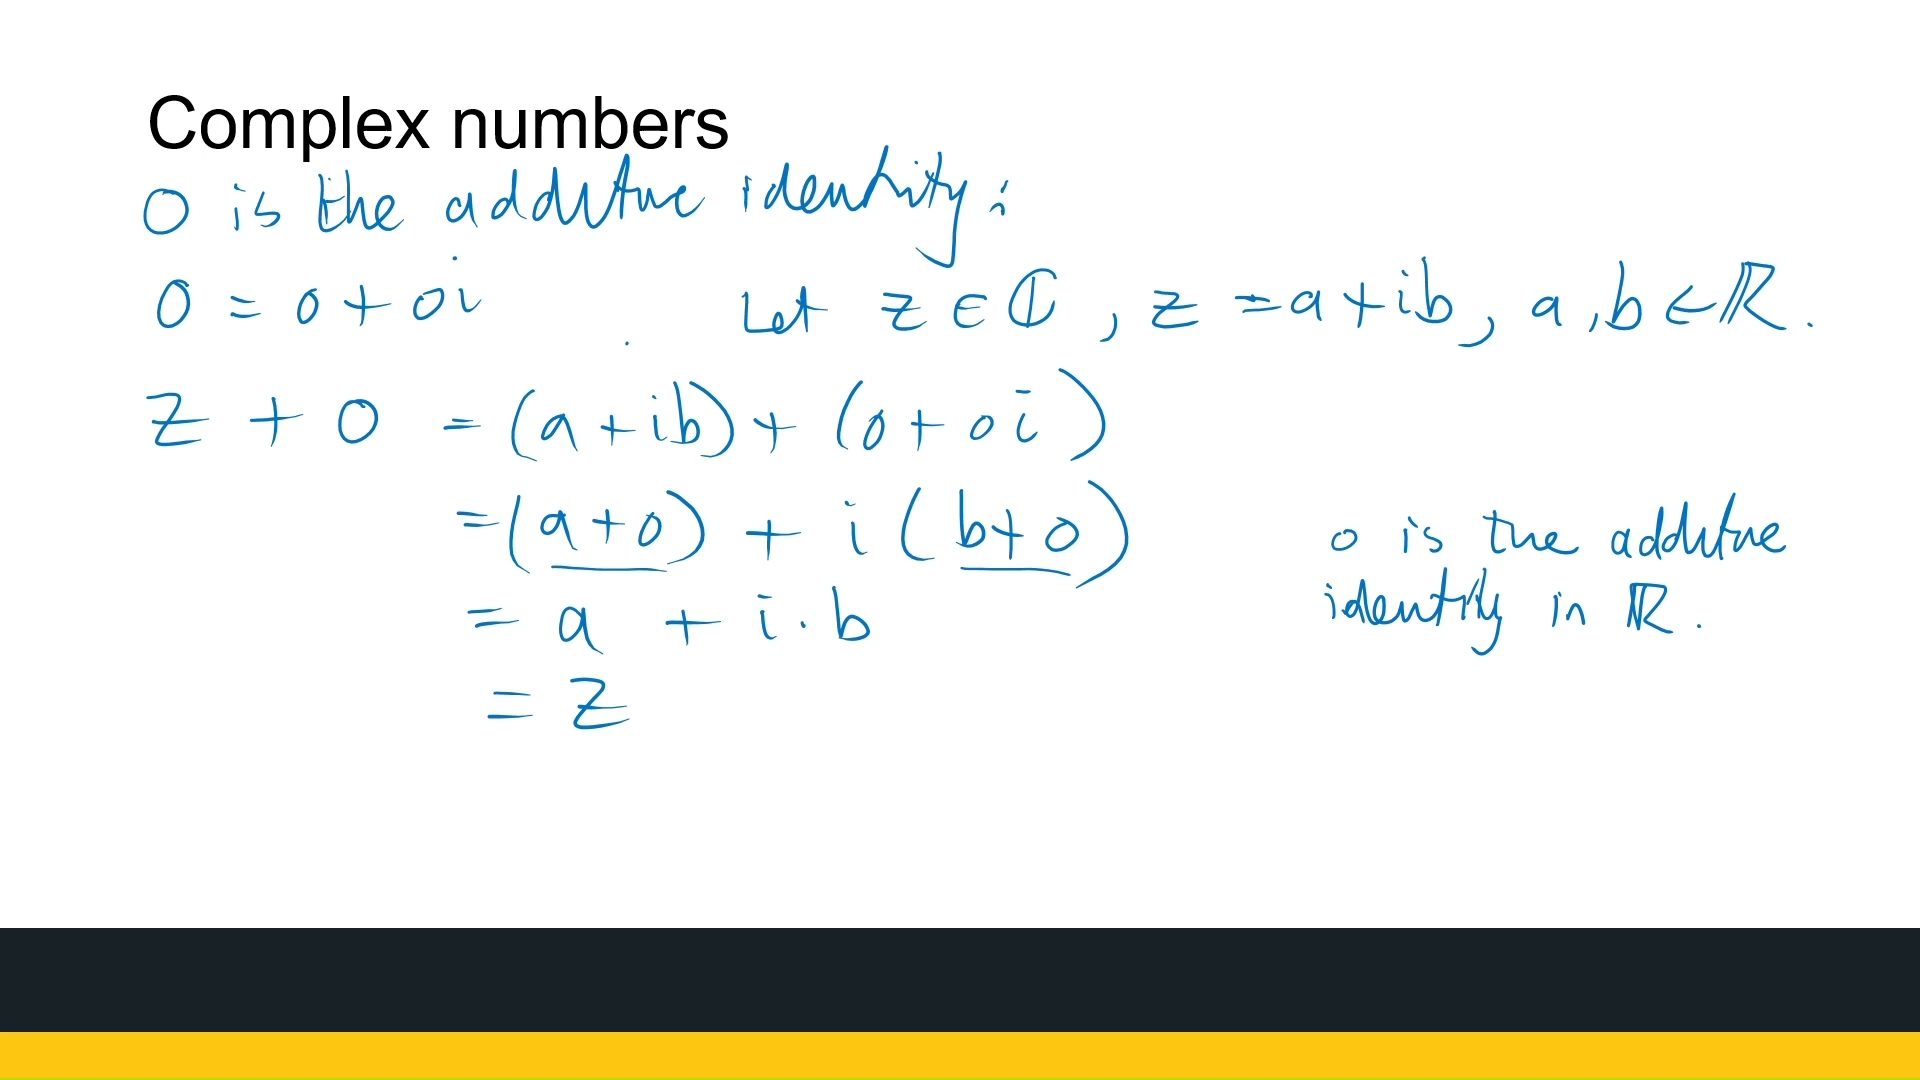 Complex numbers
0 is the additive identity:
0 = 0 + 0i Let z ∈ ℂ, z = a + ib, a, b ∈ ℝ.
z + 0 = (a + ib) + (0 + 0i)
= (a + 0) + i (b + 0)
0 is the additive
identity in ℝ.
= a + i · b
= z